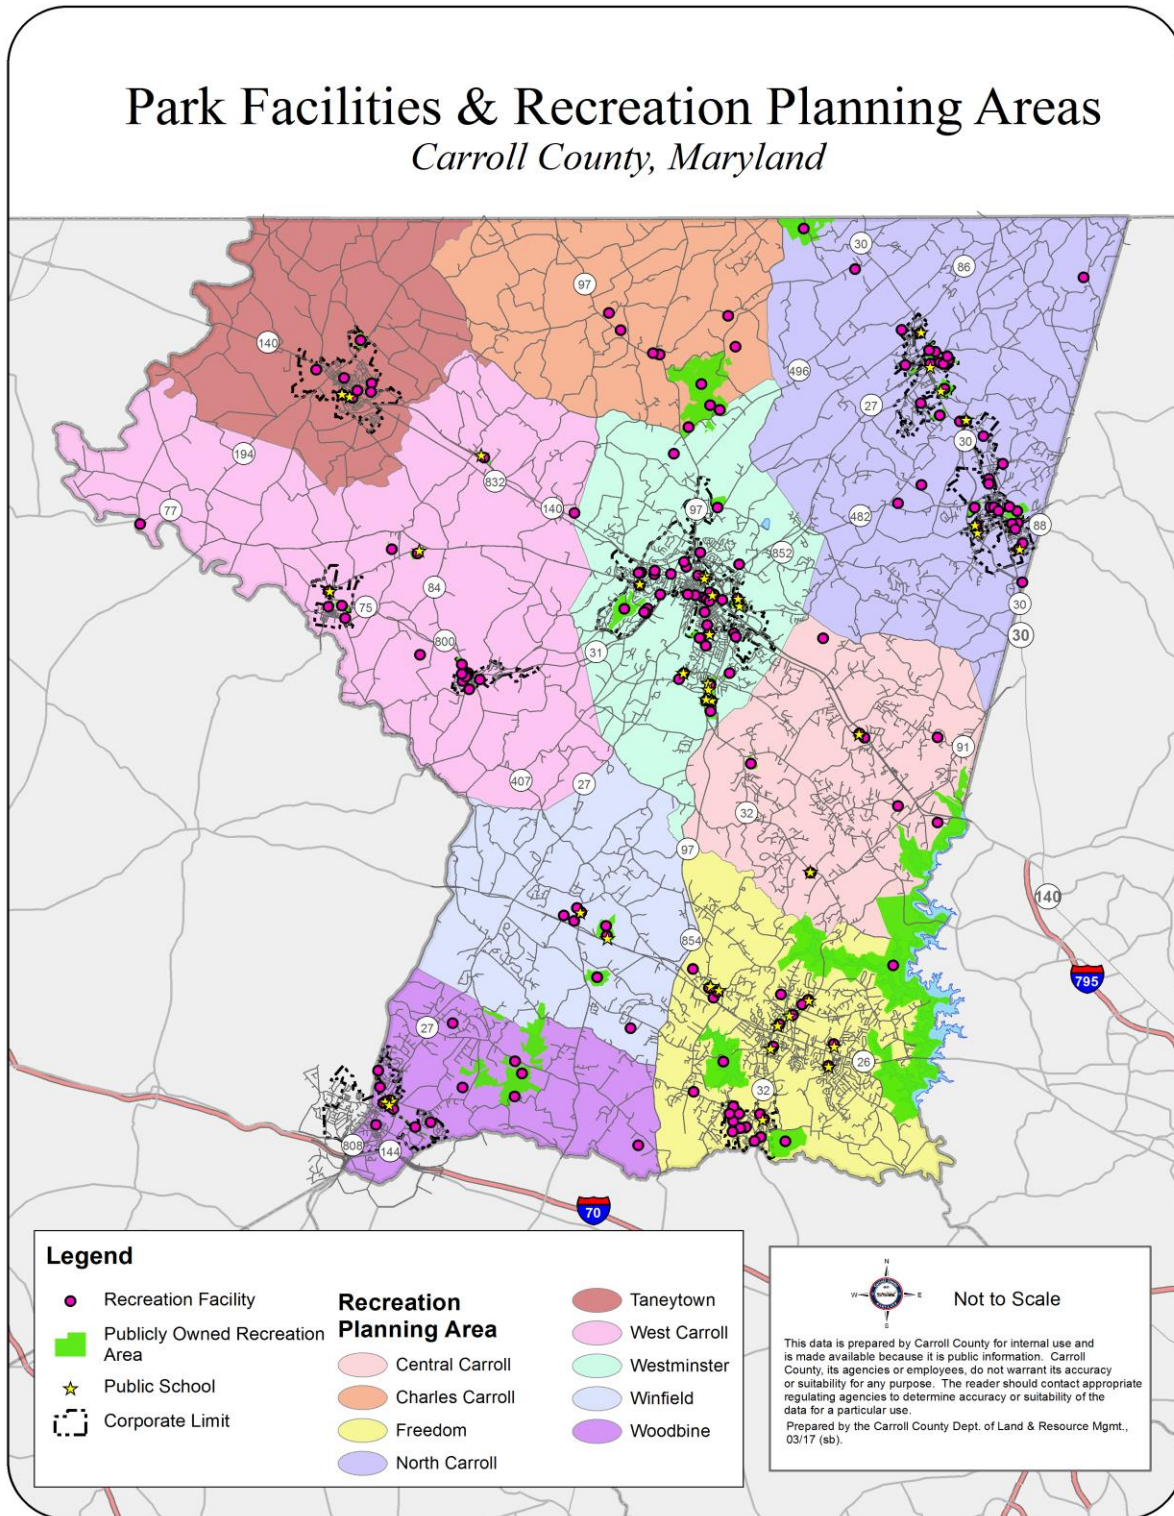 Park Facilities & Recreation Planning Areas
Carroll County, Maryland
30
86
97
140
496
27
30
194
832
77
140
97
482
88
852
84
75
30
800
30
31
91
407
27
32
97
140
854
795
27
26
32
808
144
70
Legend
Recreation Facility
Publicly Owned Recreation
Area
Public School
Corporate Limit
Recreation
Planning Area
Central Carroll
Charles Carroll
Freedom
North Carroll
Taneytown
West Carroll
Westminster
Winfield
Woodbine
N
W
E
S
Not to Scale
This data is prepared by Carroll County for internal use and
is made available because it is public information. Carroll
County, its agencies or employees, do not warrant its accuracy
or suitability for any purpose. The reader should contact appropriate
regulating agencies to determine accuracy or suitability of the
data for a particular use.
Prepared by the Carroll County Dept. of Land & Resource Mgmt.,
03/17 (sb).